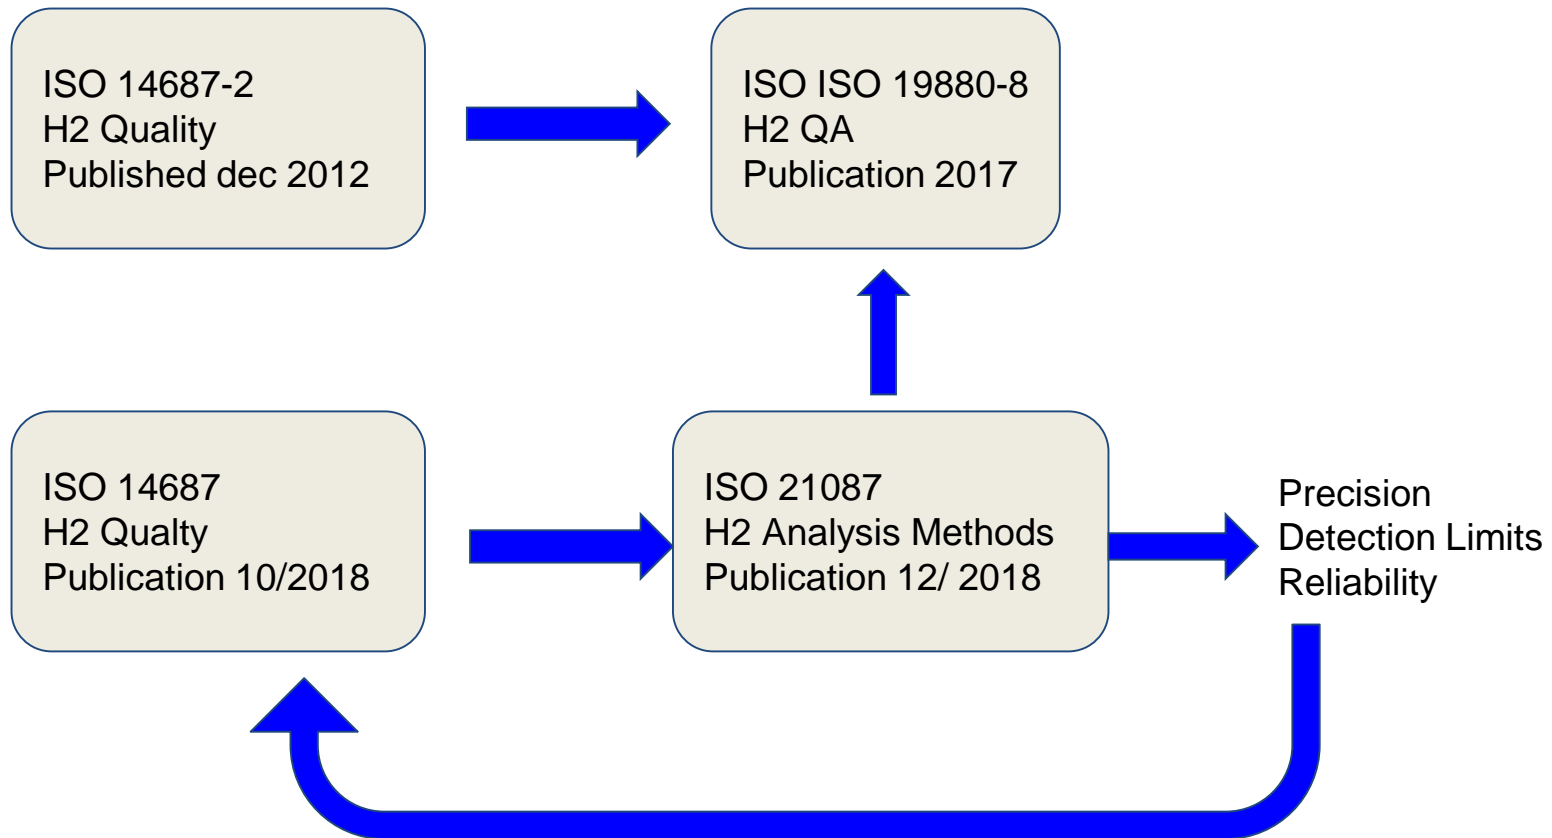 ISO 14687-2
H2 Quality
Published dec 2012
ISO ISO 19880-8
H2 QA
Publication 2017
ISO 14687
H2 Qualty
Publication 10/2018
ISO 21087
H2 Analysis Methods
Publication 12/ 2018
Precision
Detection Limits
Reliability